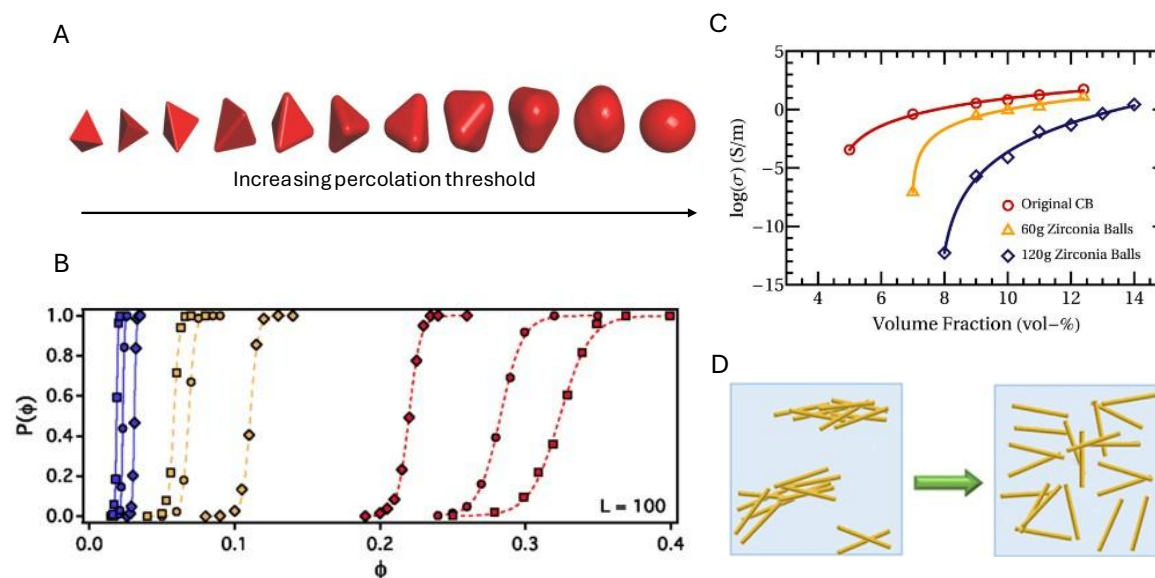 A
Increasing percolation threshold
B
P(ϕ)
1.0
0.8
0.6
0.4
0.2
0.0
L = 100
0.0 0.1 0.2 0.3 0.4
ϕ
C
log(σ) (S/m)
5
0
−5
−10
−15
Original CB
60g Zirconia Balls
120g Zirconia Balls
4 6 8 10 12 14
Volume Fraction (vol−%)
D